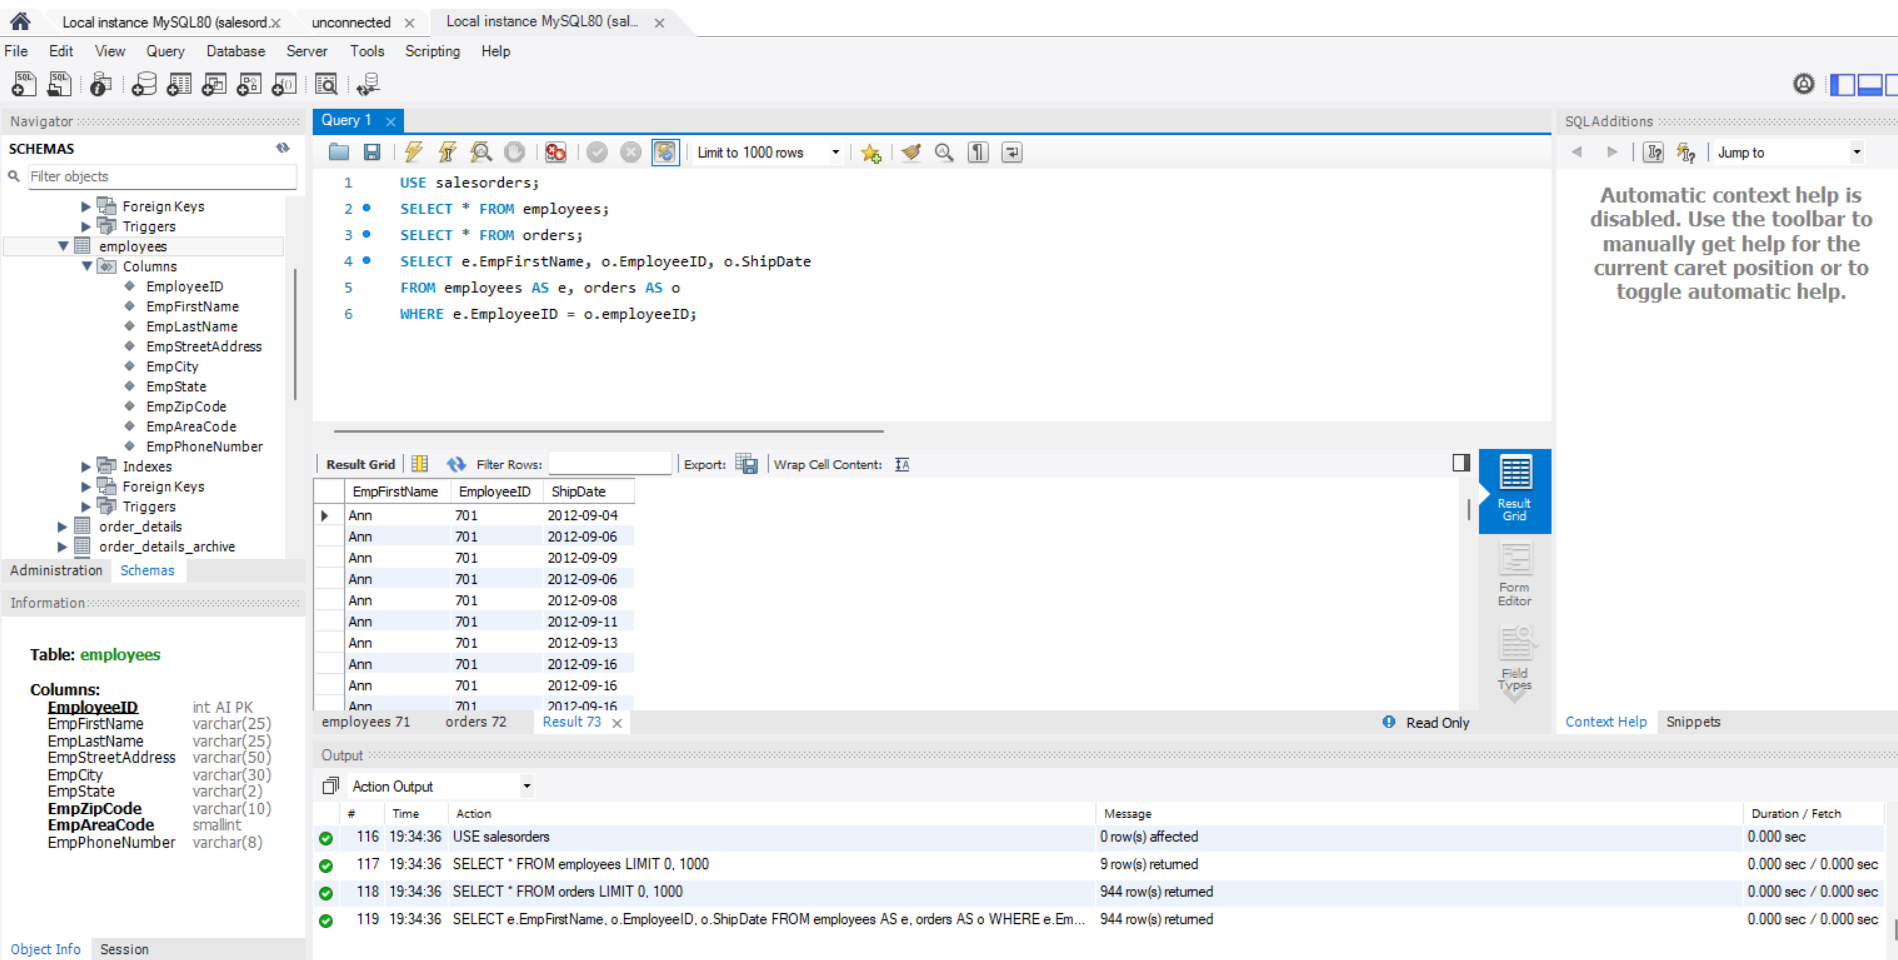 Local instance MySQL80 (salesord.× unconnected × Local instance MySQL80 (sal... ×
File Edit View Query Database Server Tools Scripting Help
Navigator
SCHEMAS
Filter objects
Foreign Keys
Triggers
employees
Columns
EmployeeID
EmpFirstName
EmpLastName
EmpStreetAddress
EmpCity
EmpState
EmpZipCode
EmpAreaCode
EmpPhoneNumber
Indexes
Foreign Keys
Triggers
order_details
order_details_archive
Administration Schemas
Information
Table: employees
Columns:
EmployeeID int AI PK
EmpFirstName varchar(25)
EmpLastName varchar(25)
EmpStreetAddress varchar(50)
EmpCity varchar(30)
EmpState varchar(2)
EmpZipCode varchar(10)
EmpAreaCode smallint
EmpPhoneNumber varchar(8)
Object Info Session
Query 1 ×
Limit to 1000 rows
1 USE salesorders;
2 SELECT * FROM employees;
3 SELECT * FROM orders;
4 SELECT e.EmpFirstName, o.EmployeeID, o.ShipDate
5 FROM employees AS e, orders AS o
6 WHERE e.EmployeeID = o.employeeID;
Result Grid Filter Rows: Export: Wrap Cell Content:
EmpFirstName EmployeeID ShipDate
Ann 701 2012-09-04
Ann 701 2012-09-06
Ann 701 2012-09-09
Ann 701 2012-09-06
Ann 701 2012-09-08
Ann 701 2012-09-11
Ann 701 2012-09-13
Ann 701 2012-09-16
Ann 701 2012-09-16
Ann 701 2012-09-16
Result Grid
Form Editor
Field Types
employees 71 orders 72 Result 73 × Read Only
Output
Action Output
# Time Action Message Duration / Fetch
116 19:34:36 USE salesorders 0 row(s) affected 0.000 sec
117 19:34:36 SELECT * FROM employees LIMIT 0, 1000 9 row(s) returned 0.000 sec / 0.000 sec
118 19:34:36 SELECT * FROM orders LIMIT 0, 1000 944 row(s) returned 0.000 sec / 0.000 sec
119 19:34:36 SELECT e.EmpFirstName, o.EmployeeID, o.ShipDate FROM employees AS e, orders AS o WHERE e.Em... 944 row(s) returned 0.000 sec / 0.000 sec
SQLAdditions
Jump to
Automatic context help is
disabled. Use the toolbar to
manually get help for the
current caret position or to
toggle automatic help.
Context Help Snippets